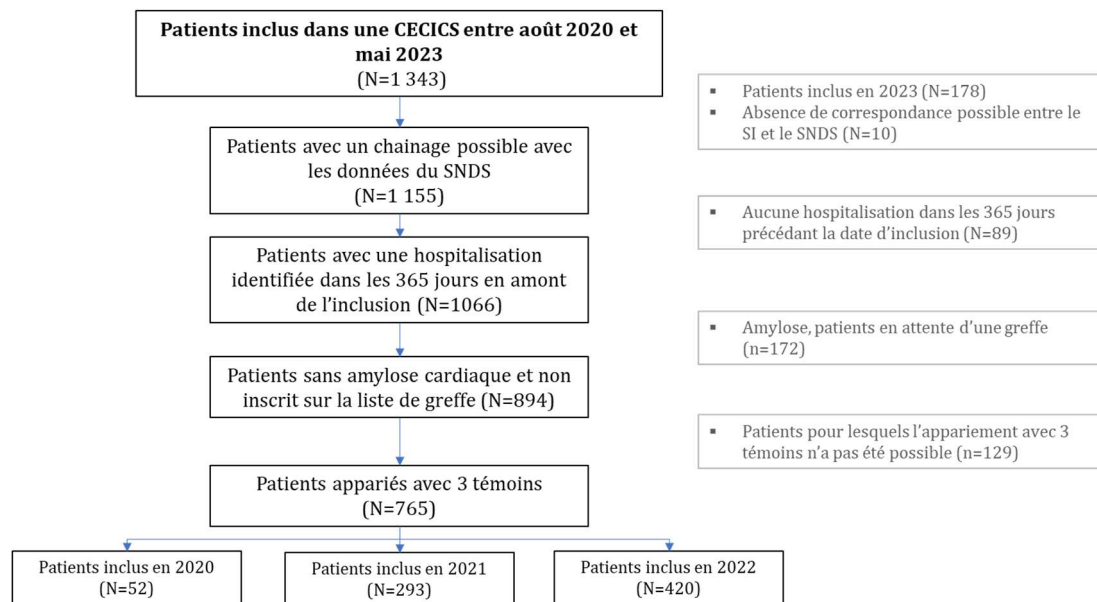 Patients inclus dans une CECICS entre août 2020 et
mai 2023
(N=1 343)
▪ Patients inclus en 2023 (N=178)
▪ Absence de correspondance possible entre le
SI et le SNDS (N=10)
Patients avec un chainage possible avec
les données du SNDS
(N=1 155)
▪ Aucune hospitalisation dans les 365 jours
précédant la date d'inclusion (N=89)
Patients avec une hospitalisation
identifiée dans les 365 jours en amont
de l'inclusion (N=1066)
▪ Amylose, patients en attente d'une greffe
(n=172)
Patients sans amylose cardiaque et non
inscrit sur la liste de greffe (N=894)
▪ Patients pour lesquels l'appariement avec 3
témoins n'a pas été possible (n=129)
Patients appariés avec 3 témoins
(N=765)
Patients inclus en 2020
(N=52)
Patients inclus en 2021
(N=293)
Patients inclus en 2022
(N=420)